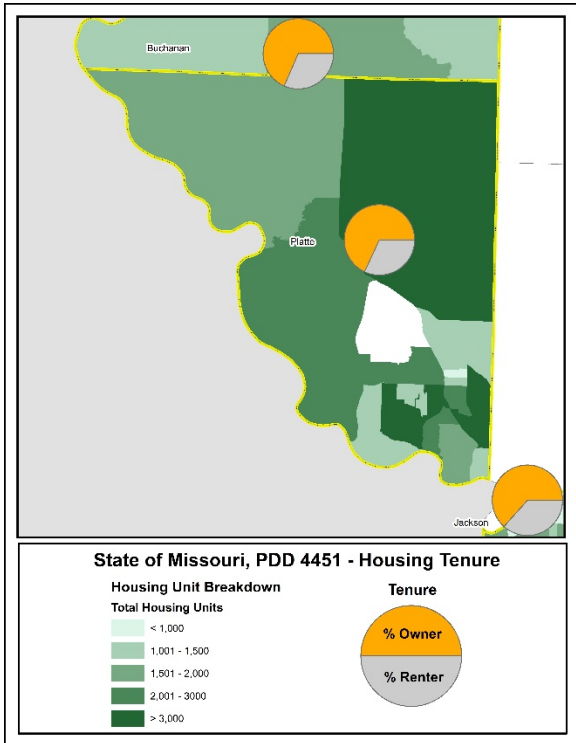 Buchanan
Platte
Jackson
State of Missouri, PDD 4451 - Housing Tenure
Housing Unit Breakdown
Total Housing Units
< 1,000
1,001 - 1,500
1,501 - 2,000
2,001 - 3000
> 3,000
Tenure
% Owner
% Renter